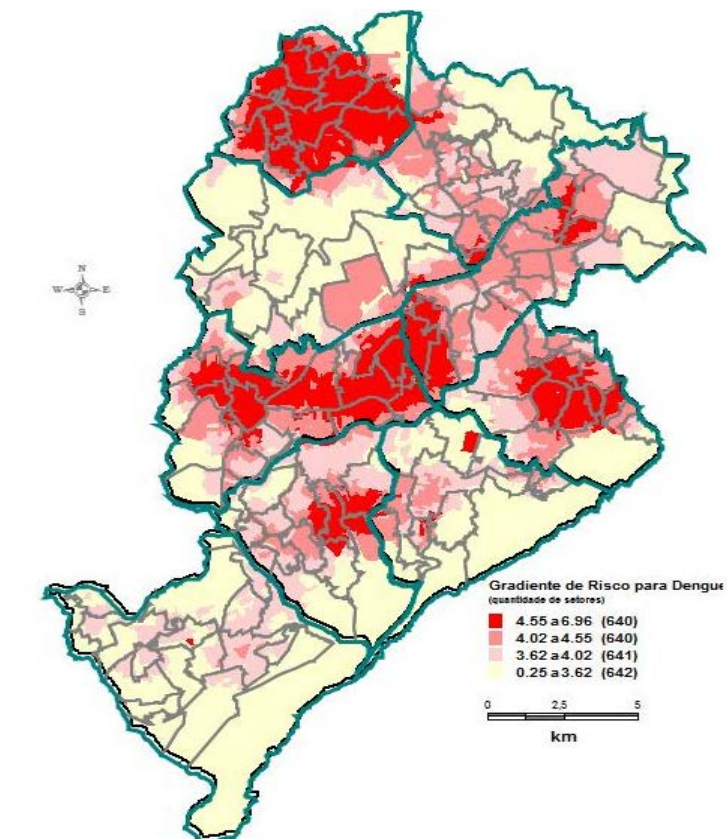 N
W E
S
Gradiente de Risco para Dengue
(quantidade de setores)
4.55 a 6.96 (640)
4.02 a 4.55 (640)
3.62 a 4.02 (641)
0.25 a 3.62 (642)
0 2,5 5
km